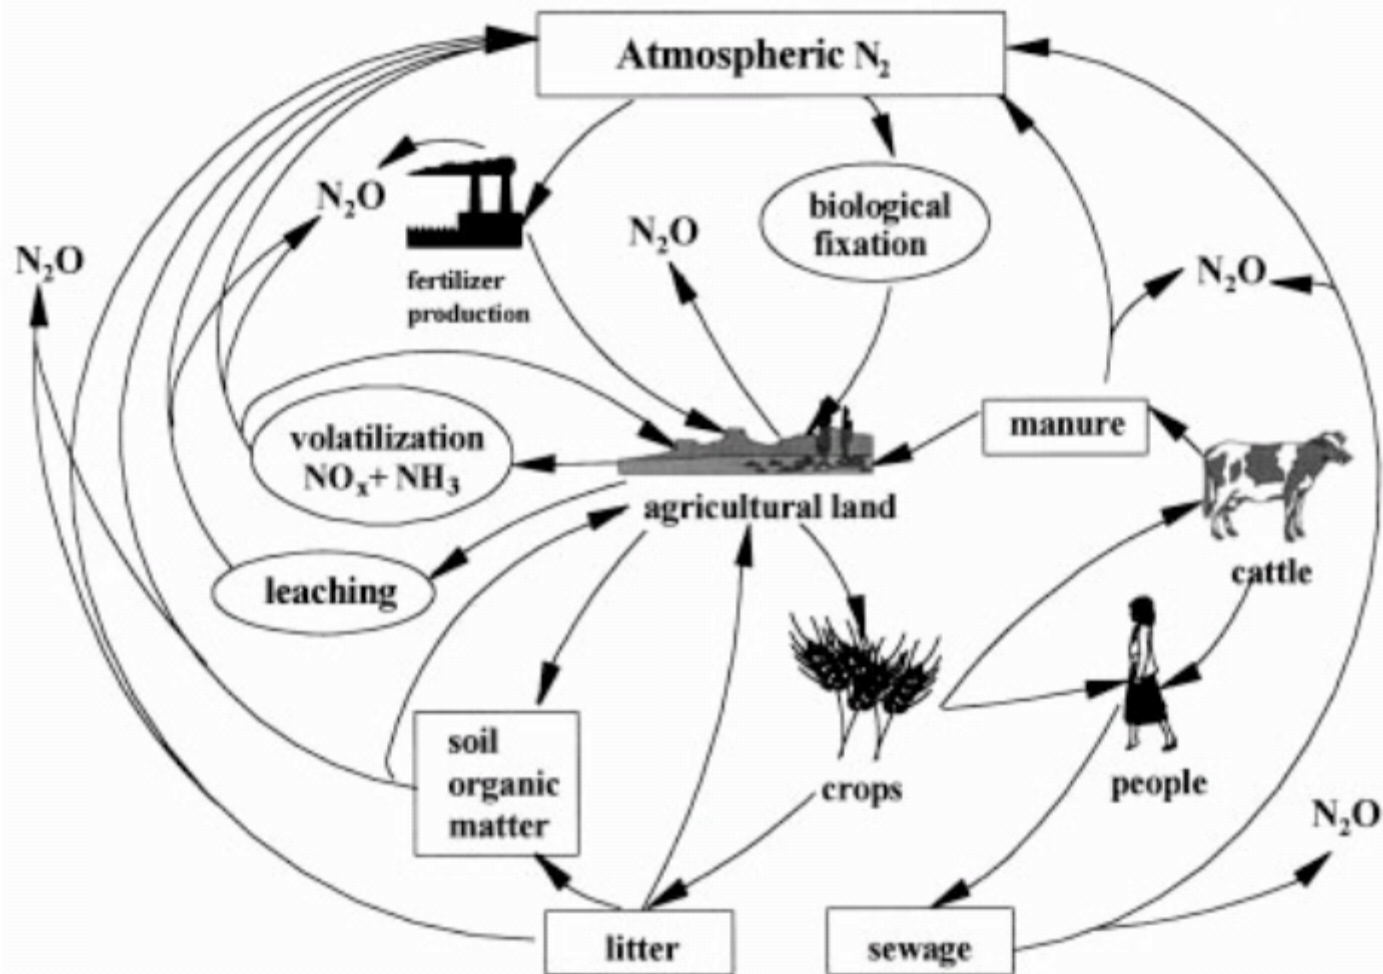 Atmospheric N₂
N₂O
fertilizer
production
N₂O
biological
fixation
N₂O
N₂O
volatilization
NOₓ+ NH₃
manure
agricultural land
cattle
leaching
soil
organic
matter
crops
people
N₂O
litter
sewage